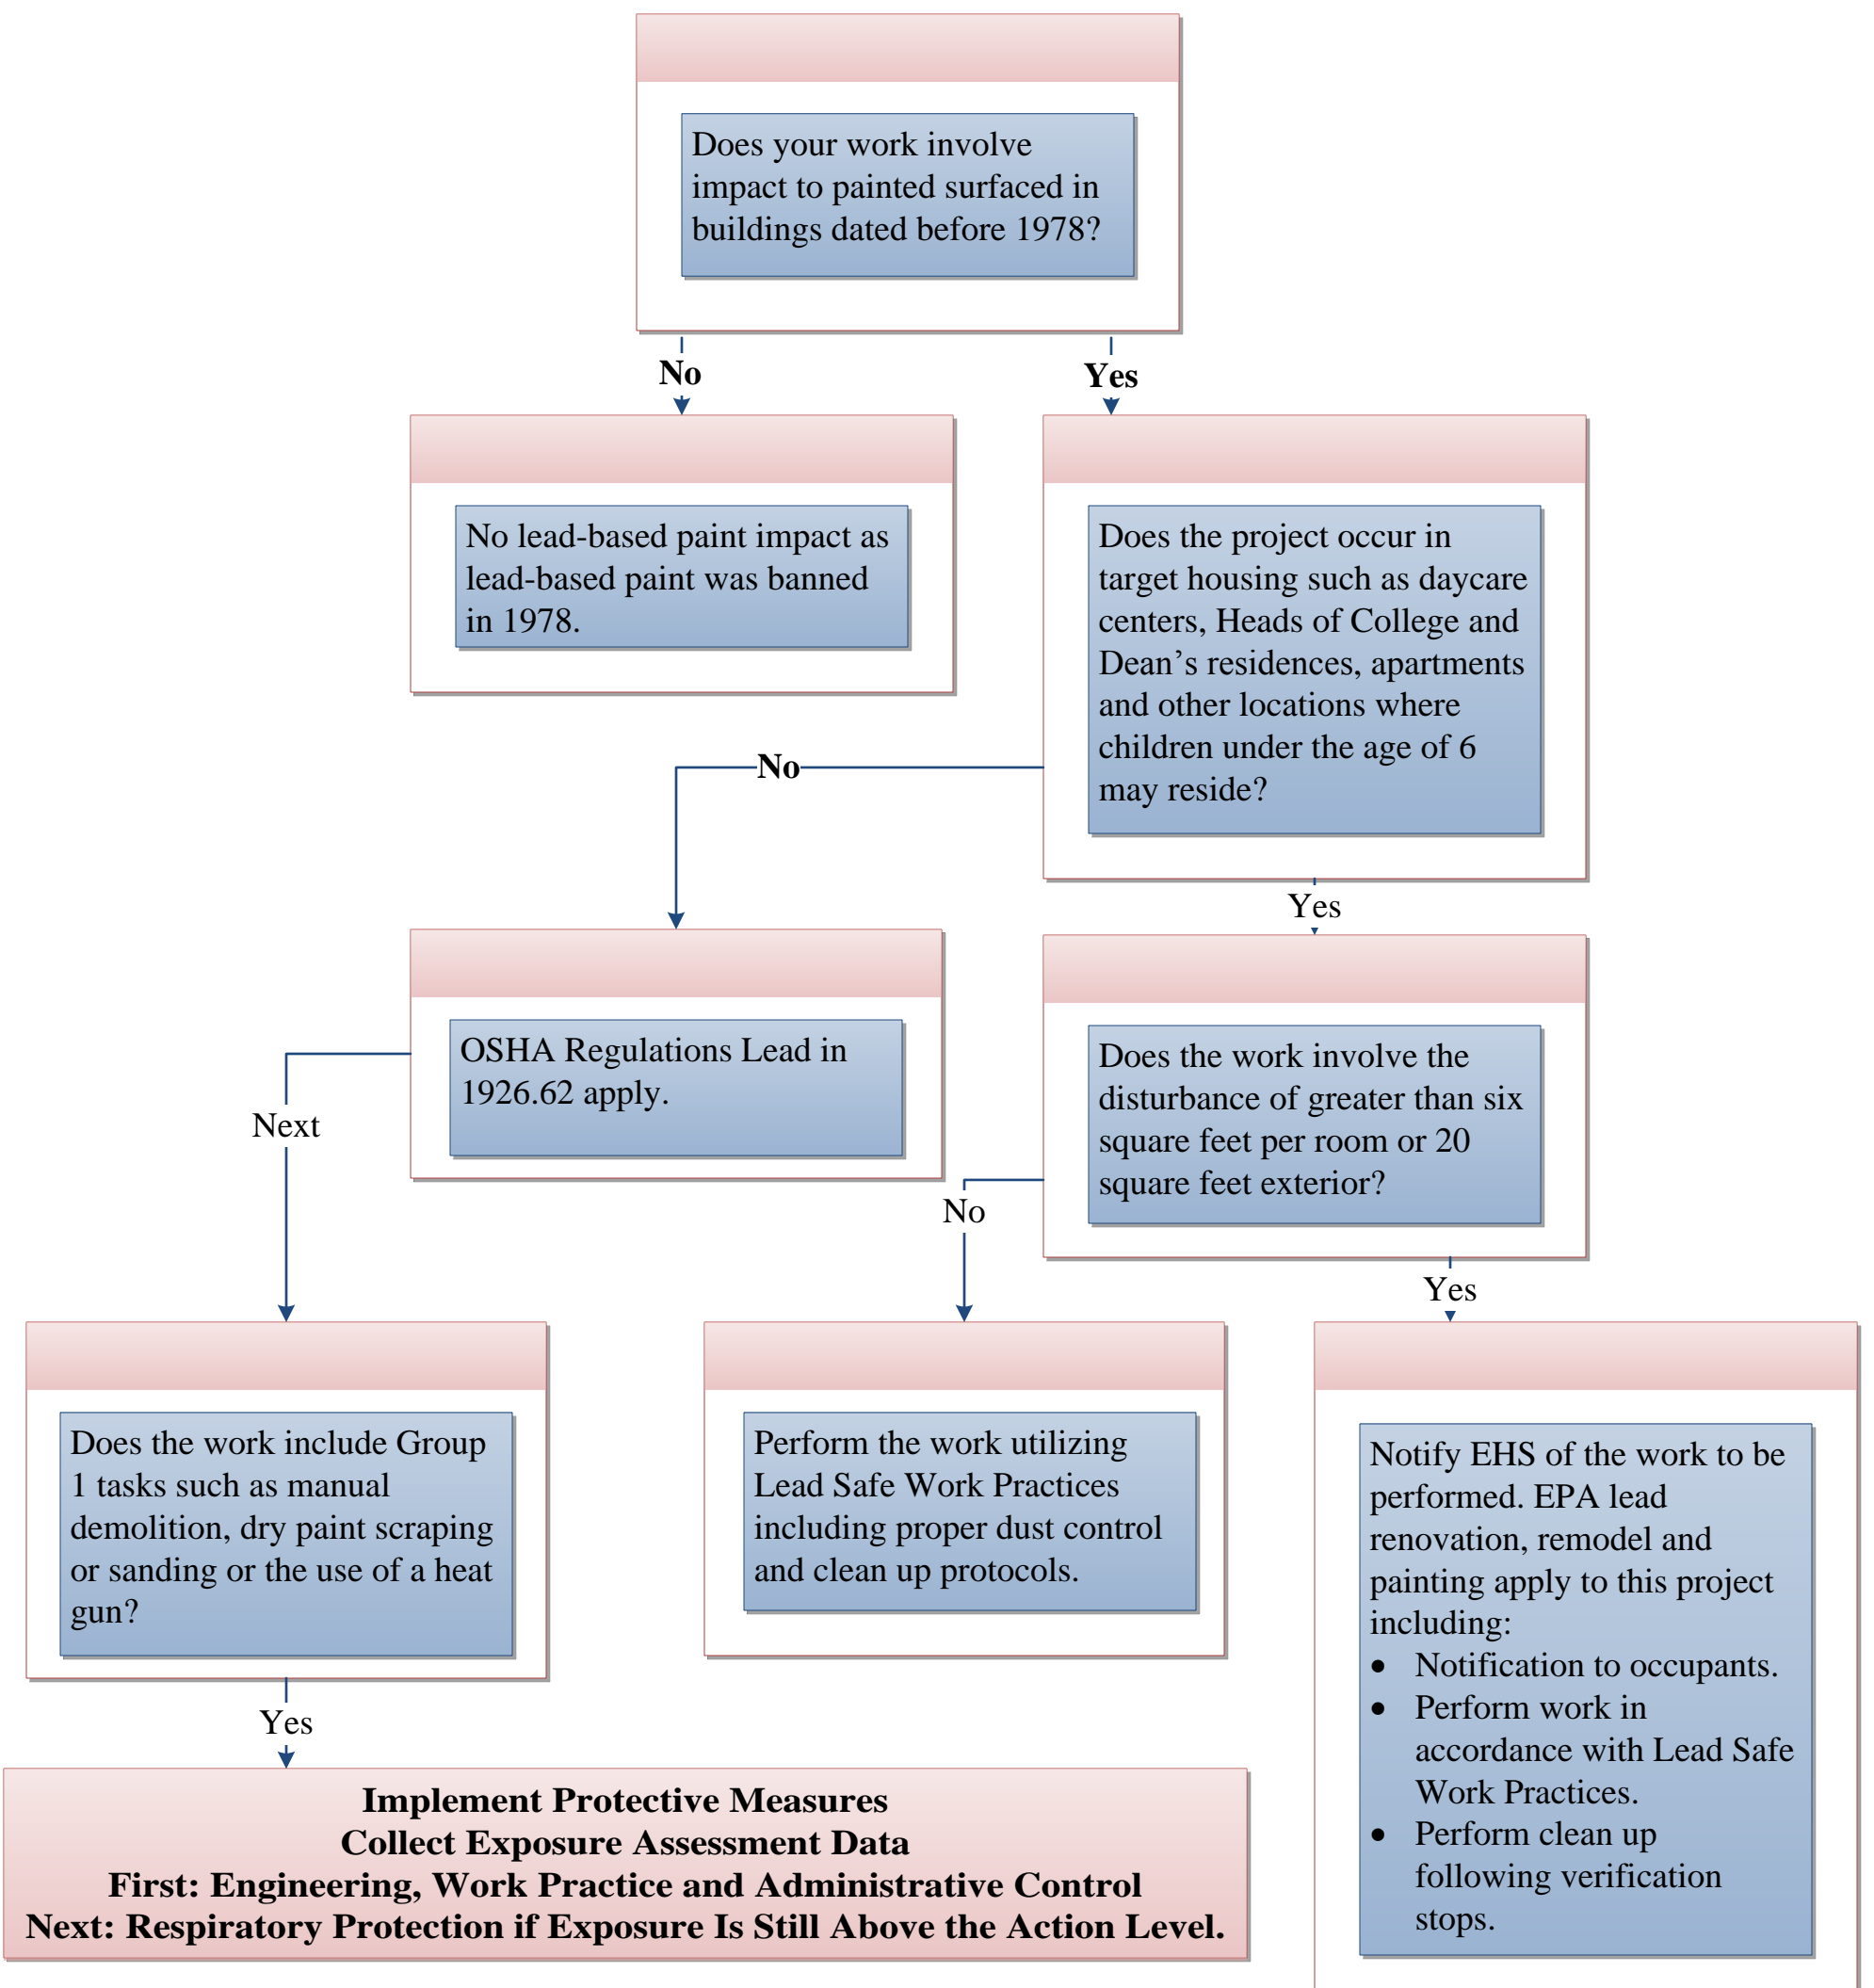 Does your work involve
impact to painted surfaced in
buildings dated before 1978?
No
Yes
No lead-based paint impact as
lead-based paint was banned
in 1978.
Does the project occur in
target housing such as daycare
centers, Heads of College and
Dean’s residences, apartments
and other locations where
children under the age of 6
may reside?
No
Yes
OSHA Regulations Lead in
1926.62 apply.
Does the work involve the
disturbance of greater than six
square feet per room or 20
square feet exterior?
Next
No
Yes
Does the work include Group
1 tasks such as manual
demolition, dry paint scraping
or sanding or the use of a heat
gun?
Perform the work utilizing
Lead Safe Work Practices
including proper dust control
and clean up protocols.
Notify EHS of the work to be
performed. EPA lead
renovation, remodel and
painting apply to this project
including:
• Notification to occupants.
• Perform work in
accordance with Lead Safe
Work Practices.
• Perform clean up
following verification
stops.
Yes
Implement Protective Measures
Collect Exposure Assessment Data
First: Engineering, Work Practice and Administrative Control
Next: Respiratory Protection if Exposure Is Still Above the Action Level.